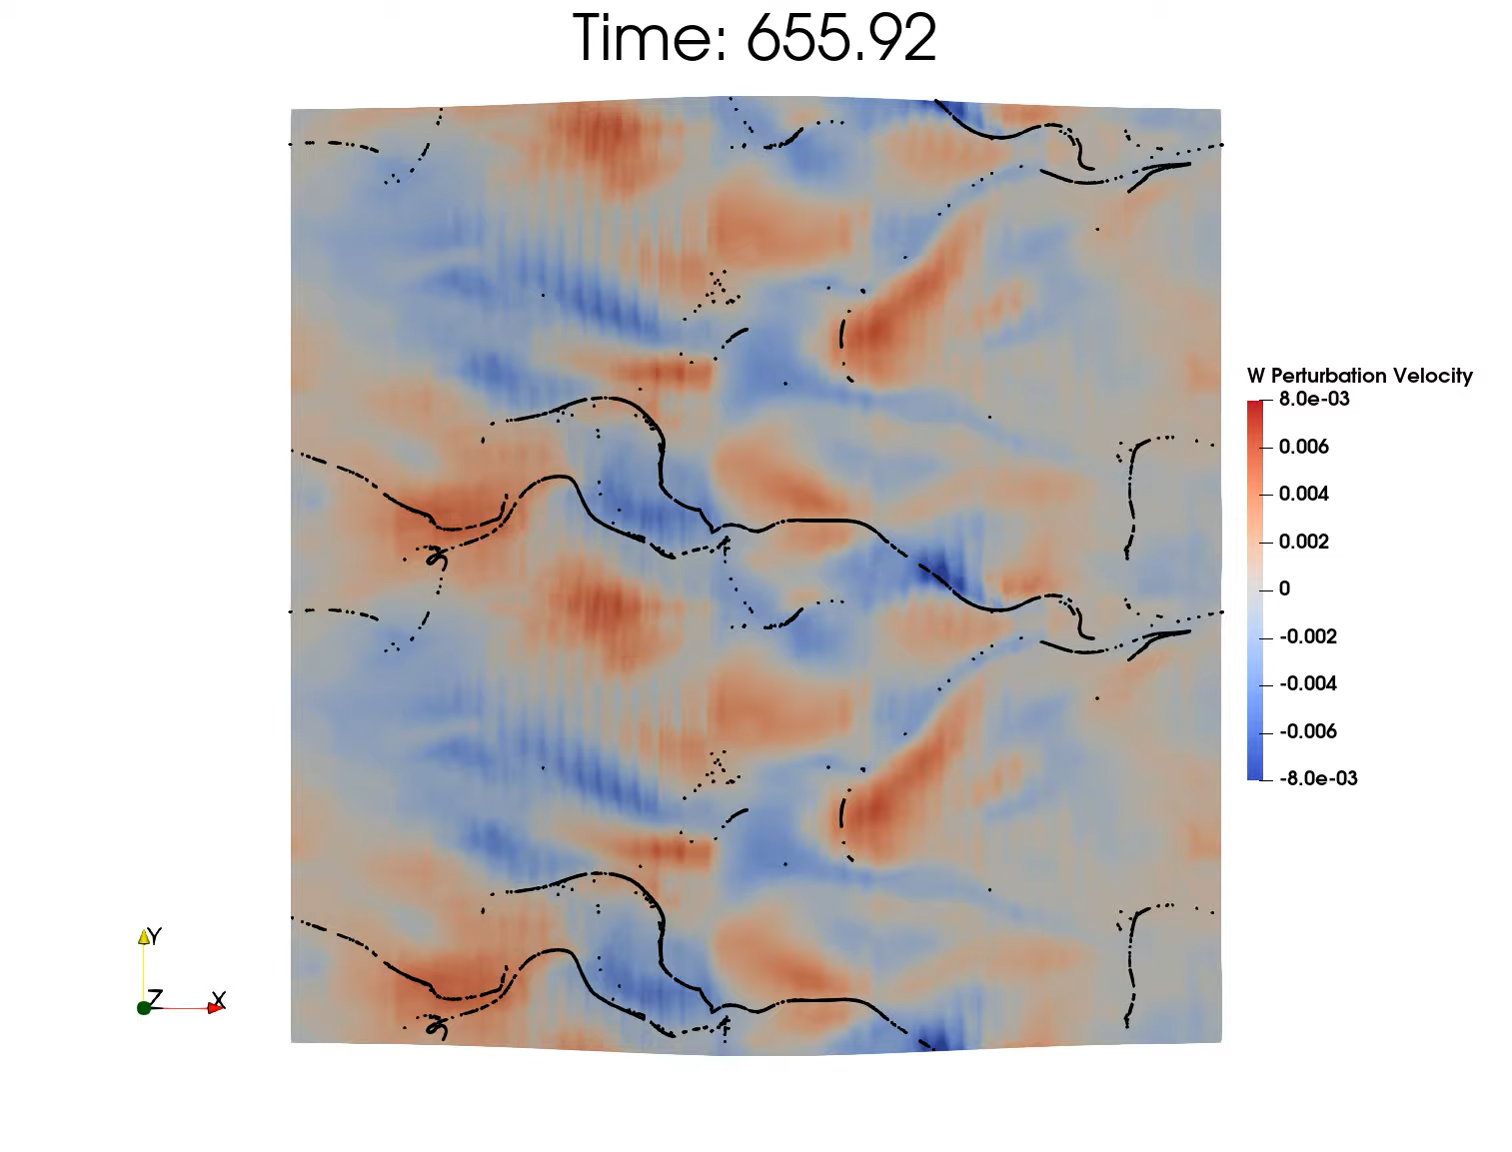 Time: 655.92
W Perturbation Velocity
8.0e-03
0.006
0.004
0.002
0
-0.002
-0.004
-0.006
-8.0e-03
Y
Z
X